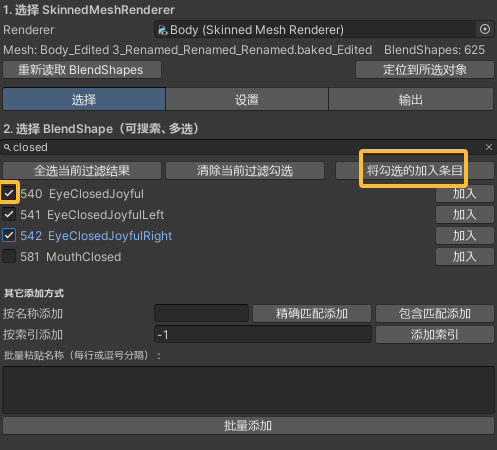 1. 选择 SkinnedMeshRenderer
Renderer Body (Skinned Mesh Renderer)
Mesh: Body_Edited 3_Renamed_Renamed_Renamed.baked_Edited BlendShapes: 625
重新读取 BlendShapes 定位到所选对象
选择 设置 输出
2. 选择 BlendShape（可搜索、多选）
closed
全选当前过滤结果 清除当前过滤勾选 将勾选的加入条目
540 EyeClosedJoyful 加入
541 EyeClosedJoyfulLeft 加入
542 EyeClosedJoyfulRight 加入
581 MouthClosed 加入
其它添加方式
按名称添加 精确匹配添加 包含匹配添加
按索引添加 -1 添加索引
批量粘贴名称（每行或逗号分隔）：
批量添加